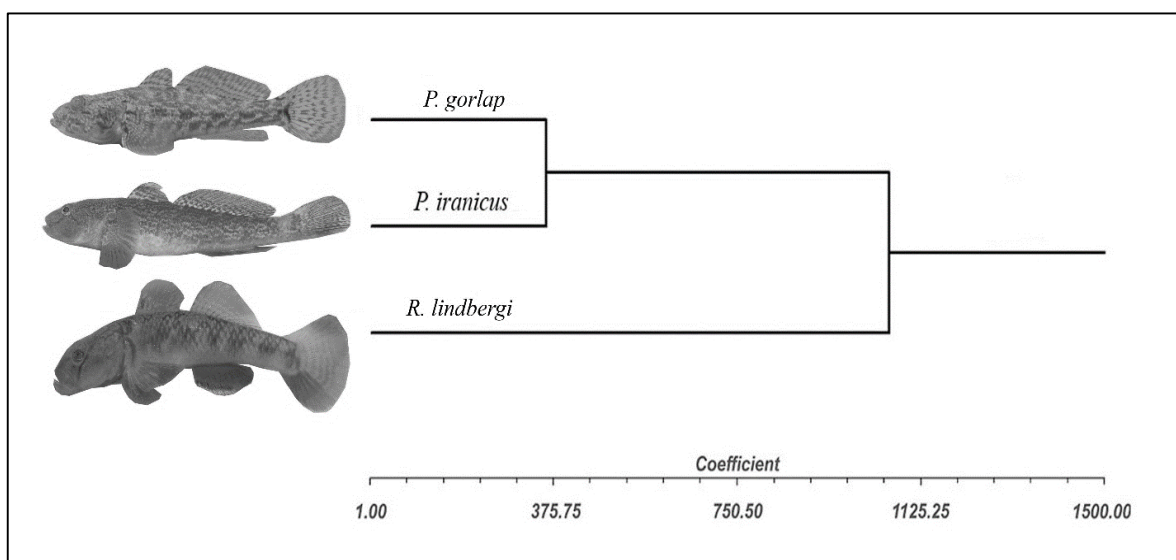 P. gorlap
P. iranicus
R. lindbergi
Coefficient
1.00 375.75 750.50 1125.25 1500.00